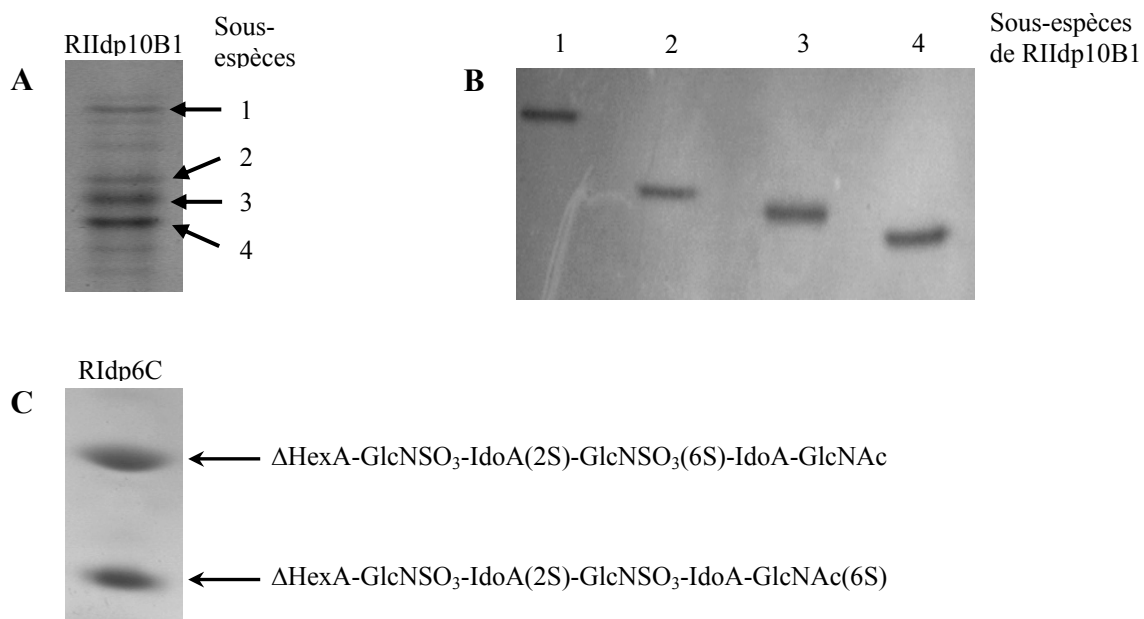 A
RIIdp10B1
Sous-espèces
1
2
3
4
B
1 2 3 4
Sous-espèces
de RIIdp10B1
C
RIdp6C
ΔHexA-GlcNSO₃-IdoA(2S)-GlcNSO₃(6S)-IdoA-GlcNAc
ΔHexA-GlcNSO₃-IdoA(2S)-GlcNSO₃-IdoA-GlcNAc(6S)